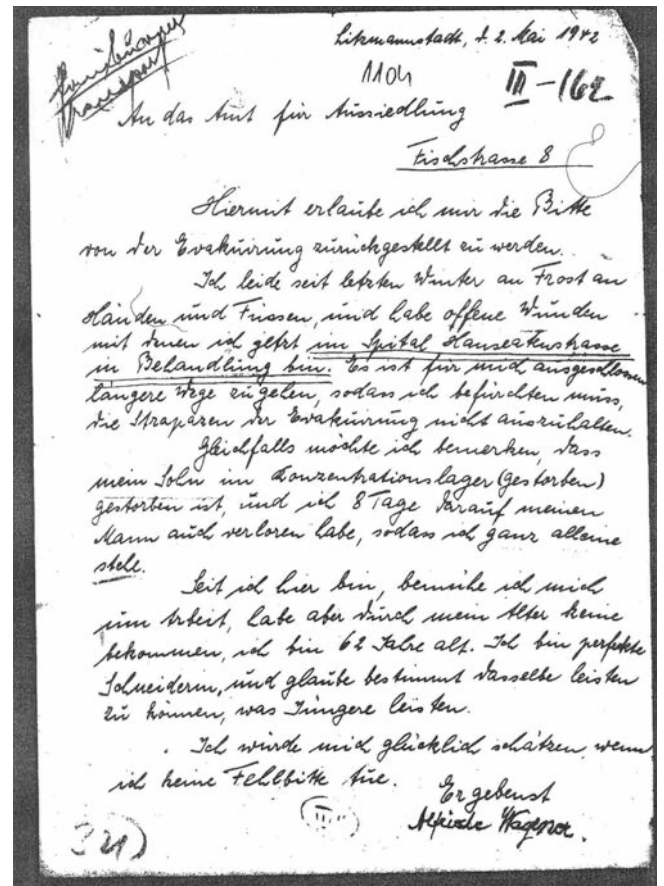 Litzmannstadt, d. 2. Mai 1942
1104
III-162
An das Amt für Aussiedlung
Fischstrasse 8
Hiermit erlaube ich mir die Bitte
von der Evakuirung zurückgestellt zu werden.
Ich leide seit letzten Winter an Frost an
Händen und Füssen, und habe offene Wunden
mit denen ich jetzt im Spital Hanseatenstrasse
in Behandlung bin. Es ist für mich ausgeschlossen
längere Wege zu gehen, sodass ich befürchten muss,
die Strapazen der Evakuirung nicht auszuhalten.
Gleichfalls möchte ich bemerken, dass
mein Sohn im Konzentrationslager (gestorben)
gestorben ist, und ich 8 Tage darauf meinen
Mann auch verloren habe, sodass ich ganz alleine
stehe.
Seit ich hier bin, bemühe ich mich
um Arbeit, habe aber durch mein Alter keine
bekommen, ich bin 62 Jahre alt. Ich bin perfekte
Schneiderin, und glaube bestimmt dasselbe leisten
zu können, was Jüngere leisten.
Ich würde mich glücklich schätzen, wenn
ich keine Fehlbitte tue.
Ergebenst
Wagner.
321)